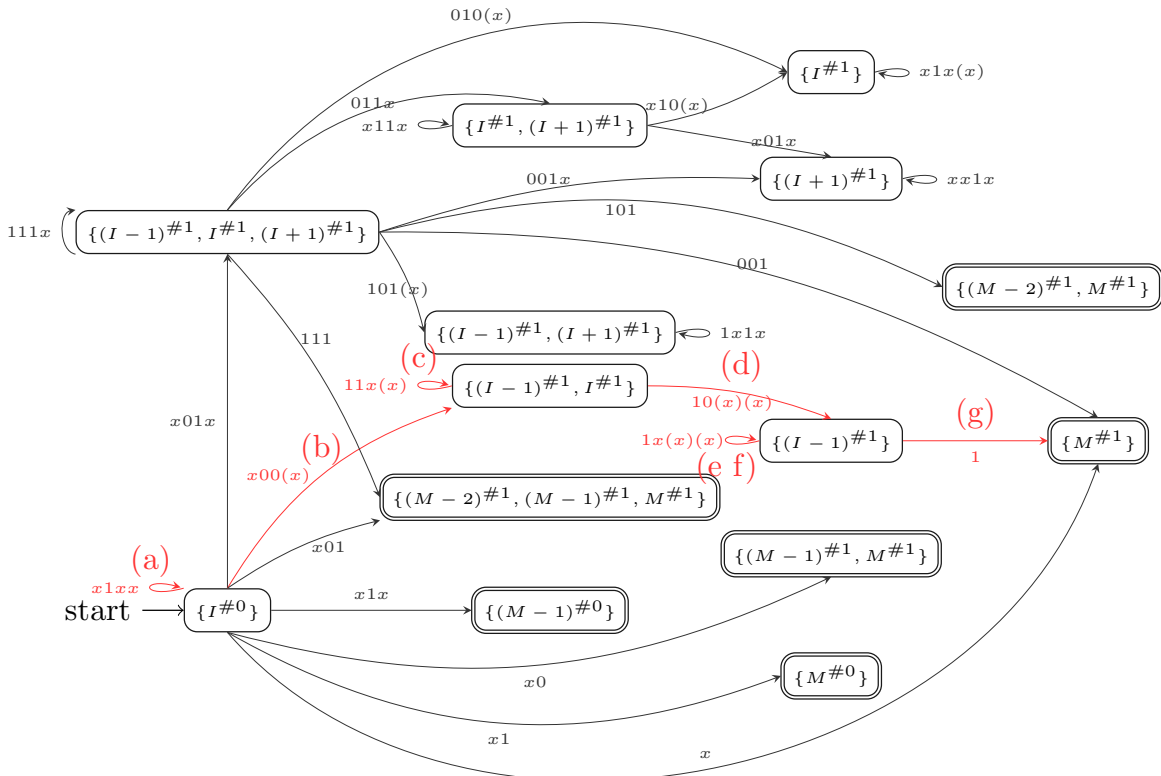 010(x)
{I#1}
x1x(x)
011x
x10(x)
x11x
{I#1, (I + 1)#1}
x01x
001x
{(I + 1)#1}
xx1x
101
111x
{(I − 1)#1, I#1, (I + 1)#1}
001
{(M − 2)#1, M#1}
101(x)
{(I − 1)#1, (I + 1)#1}
1x1x
111
(c)
(d)
11x(x)
{(I − 1)#1, I#1}
10(x)(x)
x01x
(g)
(b)
1x(x)(x)
{(I − 1)#1}
{M#1}
1
x00(x)
(e f)
{(M − 2)#1, (M − 1)#1, M#1}
x01
(a)
{(M − 1)#1, M#1}
x1xx
x1x
start
{I#0}
{(M − 1)#0}
x0
{M#0}
x1
x